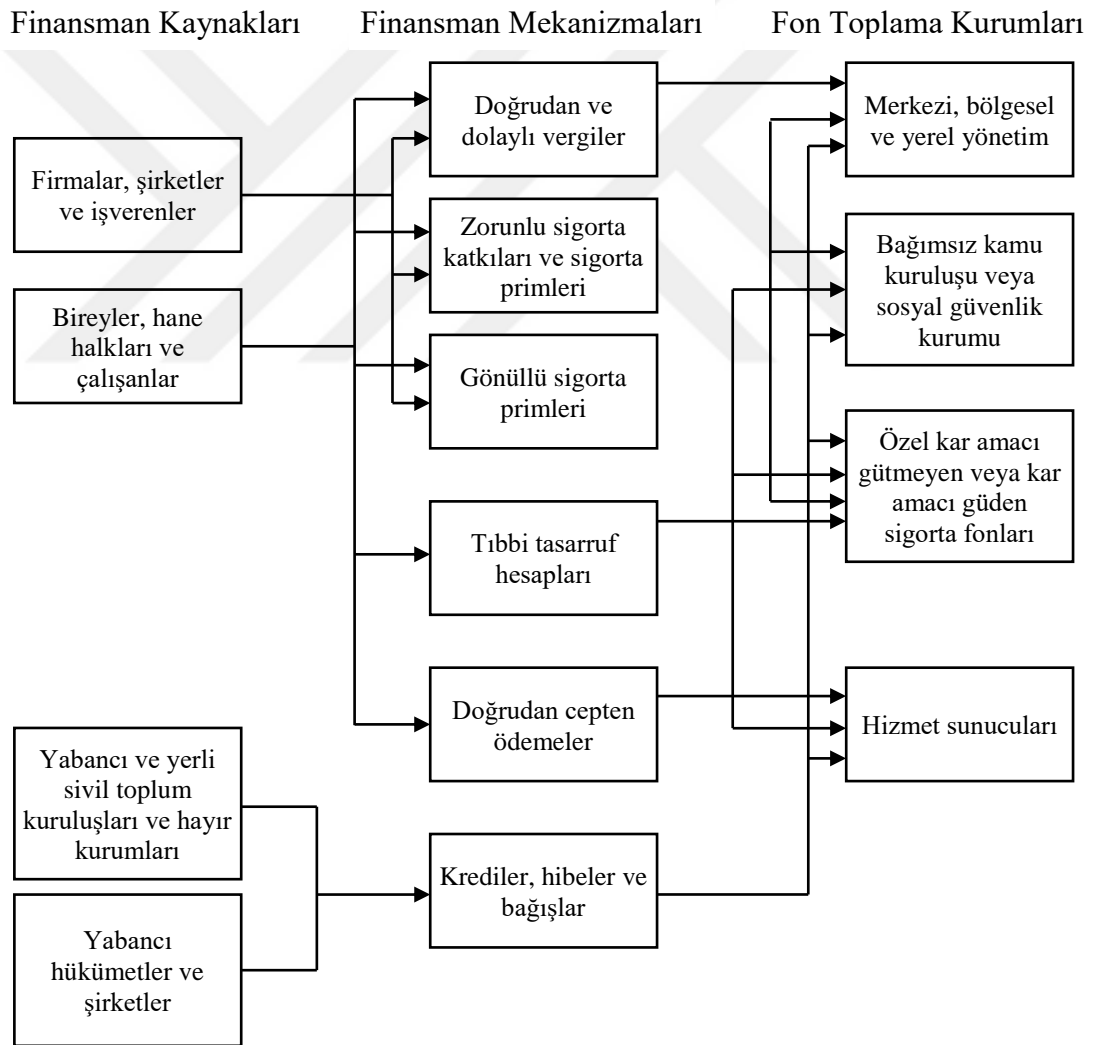 Finansman Kaynakları
Finansman Mekanizmaları
Fon Toplama Kurumları
Firmalar, şirketler
ve işverenler
Bireyler, hane
halkları ve
çalışanlar
Yabancı ve yerli
sivil toplum
kuruluşları ve hayır
kurumları
Yabancı
hükümetler ve
şirketler
Doğrudan ve
dolaylı vergiler
Zorunlu sigorta
katkıları ve sigorta
primleri
Gönüllü sigorta
primleri
Tıbbi tasarruf
hesapları
Doğrudan cepten
ödemeler
Krediler, hibeler ve
bağışlar
Merkezi, bölgesel
ve yerel yönetim
Bağımsız kamu
kuruluşu veya
sosyal güvenlik
kurumu
Özel kar amacı
gütmeyen veya kar
amacı güden
sigorta fonları
Hizmet sunucuları